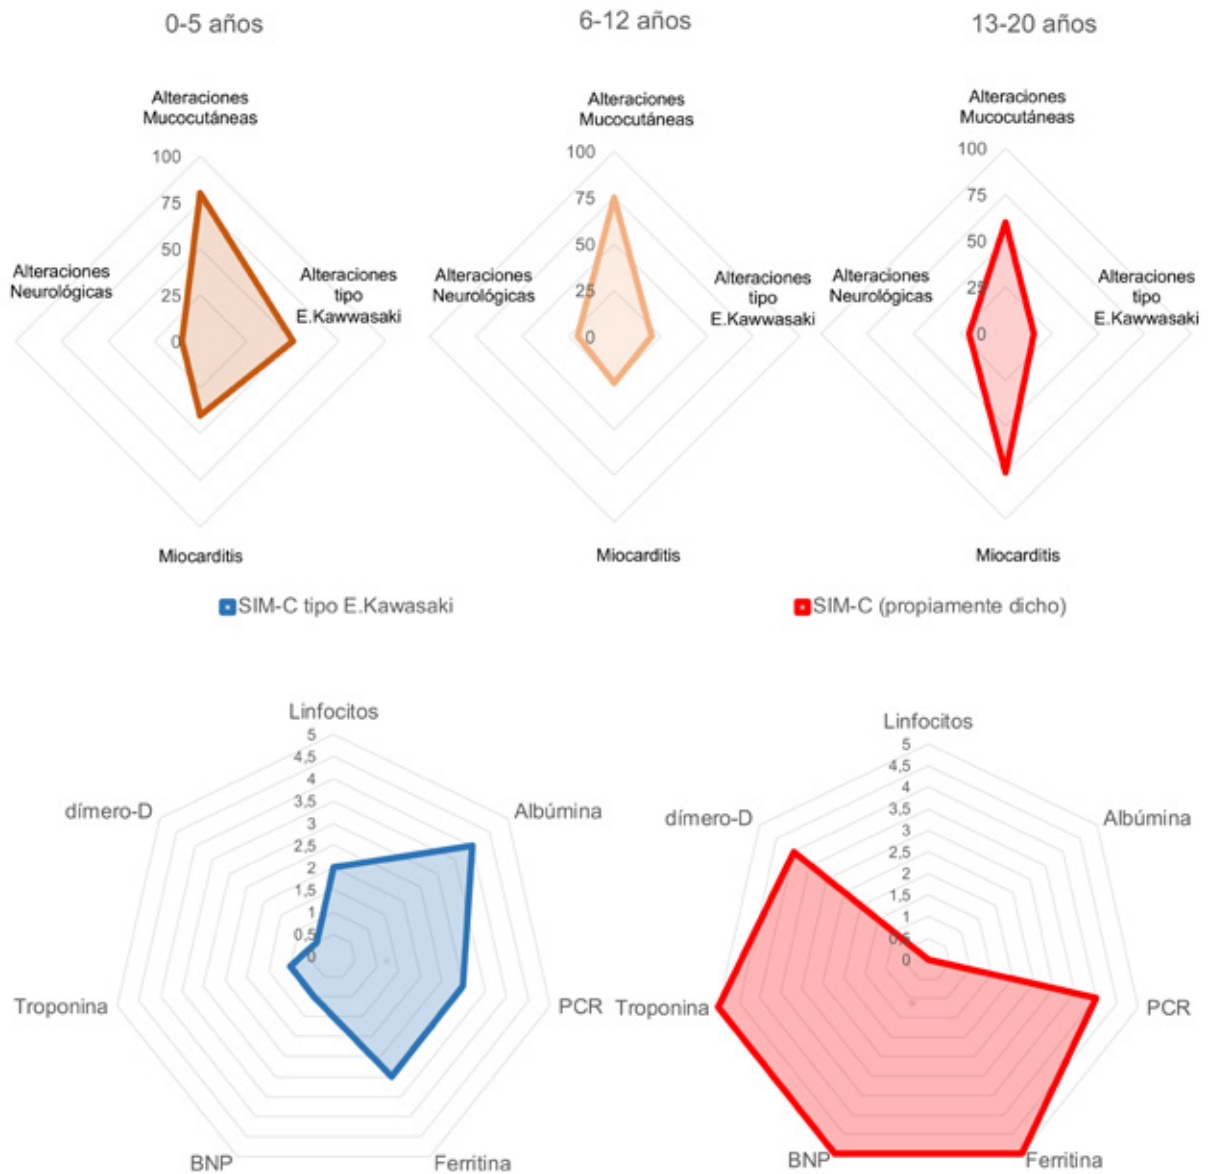 0-5 años
6-12 años
13-20 años
Alteraciones
Mucocutáneas
100
75
50
25
0
Alteraciones
Neurológicas
Alteraciones
tipo
E.Kawwasaki
Miocarditis
Alteraciones
Mucocutáneas
100
75
50
25
0
Alteraciones
Neurológicas
Alteraciones
tipo
E.Kawwasaki
Miocarditis
Alteraciones
Mucocutáneas
100
75
50
25
0
Alteraciones
Neurológicas
Alteraciones
tipo
E.Kawwasaki
Miocarditis
SIM-C tipo E.Kawasaki
SIM-C (propiamente dicho)
Linfocitos
5
4,5
4
3,5
3
2,5
2
1,5
1
0,5
0
dímero-D
Albúmina
Troponina
PCR
BNP
Ferritina
Linfocitos
5
4,5
4
3,5
3
2,5
2
1,5
1
0,5
0
dímero-D
Albúmina
Troponina
PCR
BNP
Ferritina